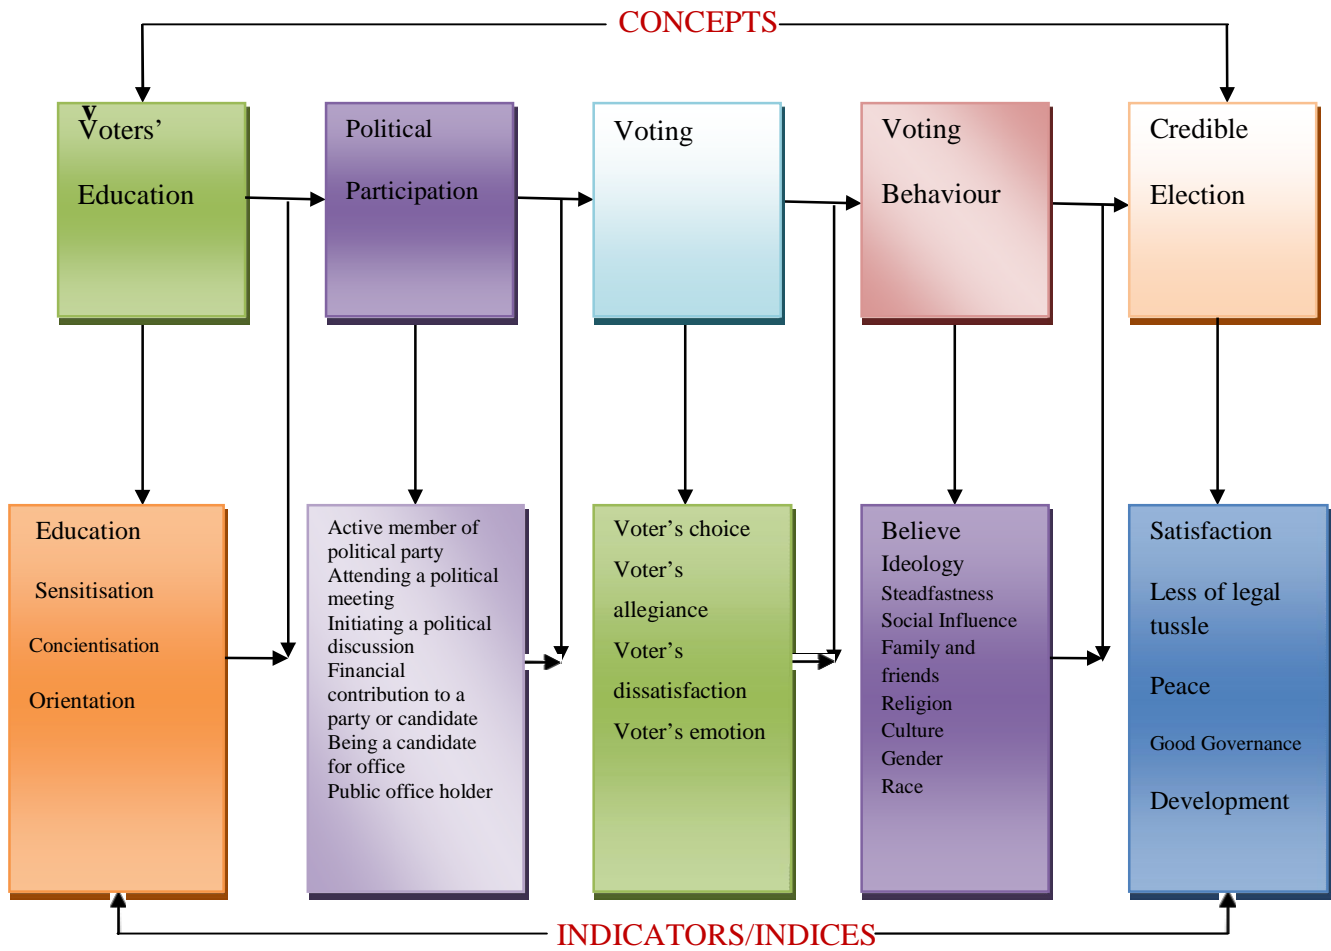 CONCEPTS
v
Voters’
Education
Political
Participation
Voting
Voting
Behaviour
Credible
Election
Education
Sensitisation
Concientisation
Orientation
Active member of
political party
Attending a political
meeting
Initiating a political
discussion
Financial
contribution to a
party or candidate
Being a candidate
for office
Public office holder
Voter’s choice
Voter’s
allegiance
Voter’s
dissatisfaction
Voter’s emotion
Believe
Ideology
Steadfastness
Social Influence
Family and
friends
Religion
Culture
Gender
Race
Satisfaction
Less of legal
tussle
Peace
Good Governance
Development
INDICATORS/INDICES